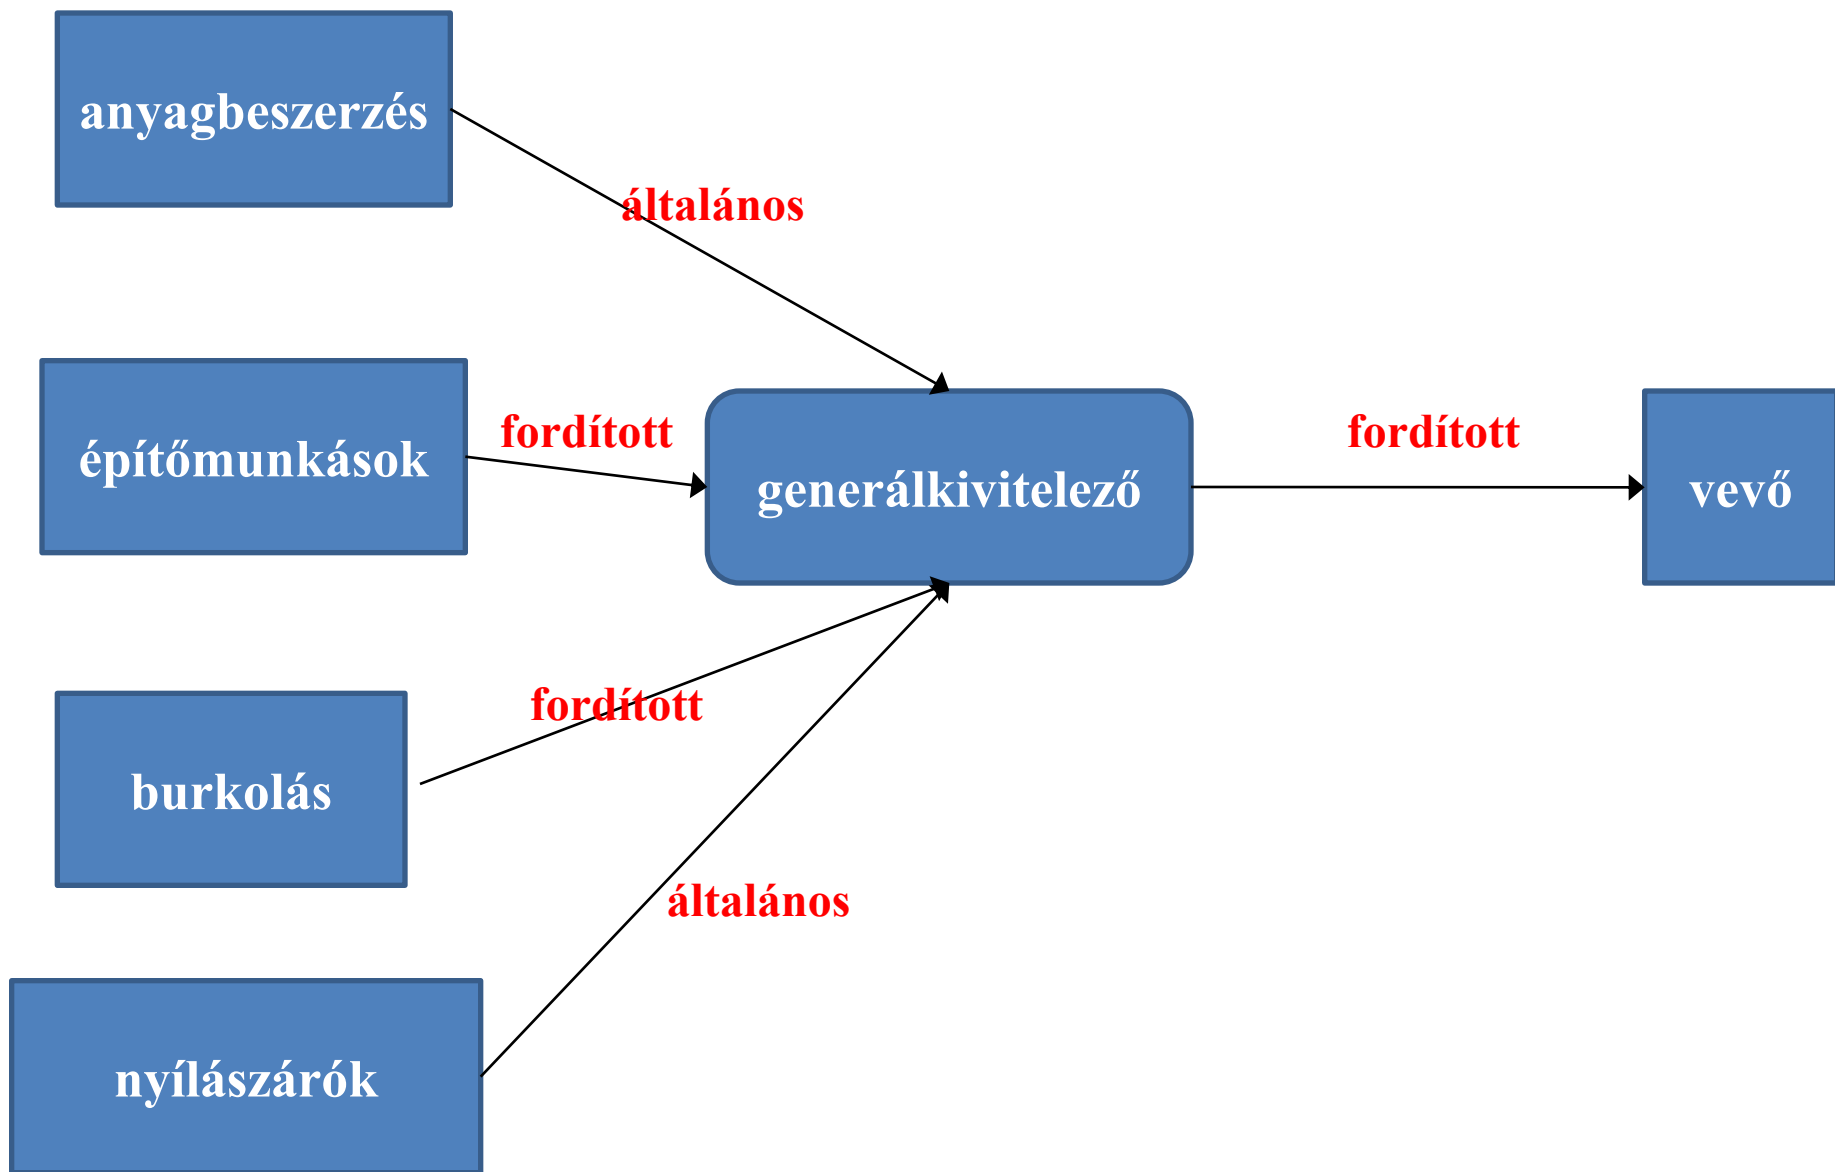 anyagbeszerzés
általános
építőmunkások
fordított
generálkivitelező
fordított
vevő
fordított
burkolás
általános
nyílászárók